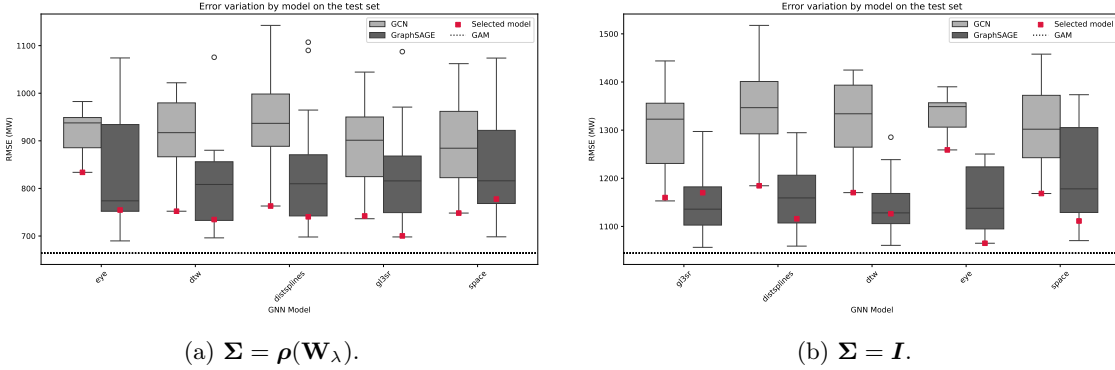 Error variation by model on the test set
GCN
GraphSAGE
Selected model
GAM
RMSE (MW)
1100
1000
900
800
700
eye
dtw
distsplines
gl3sr
space
GNN Model
(a) Σ = ρ(W_λ).
Error variation by model on the test set
GCN
GraphSAGE
Selected model
GAM
RMSE (MW)
1500
1400
1300
1200
1100
gl3sr
distsplines
dtw
eye
space
GNN Model
(b) Σ = I.